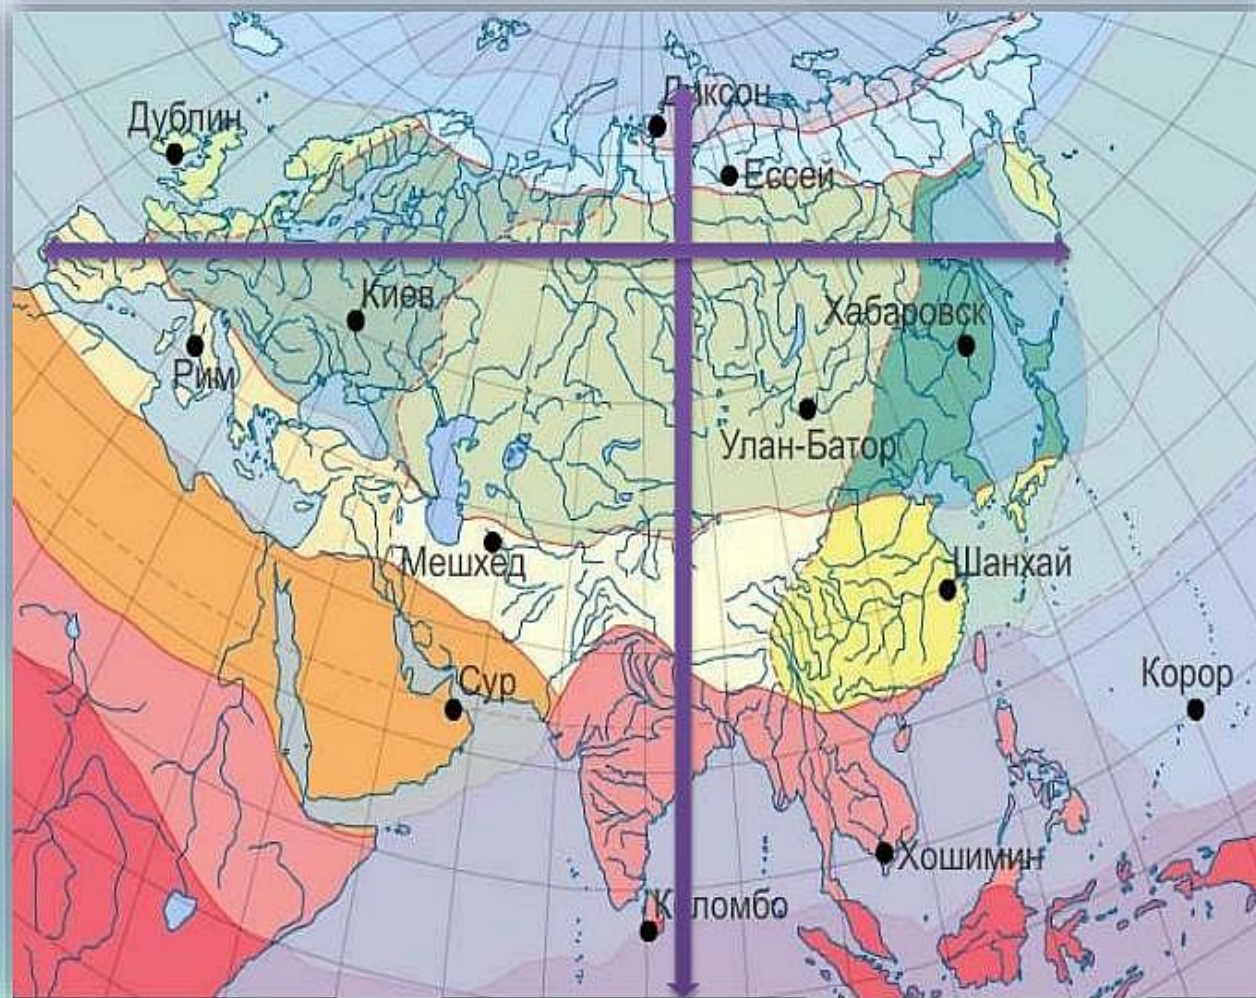 Диксон
Дублин
Ессей
Киев
Хабаровск
Рим
Улан-Батор
Мешхед
Шанхай
Сур
Корор
Хошимин
Коломбо